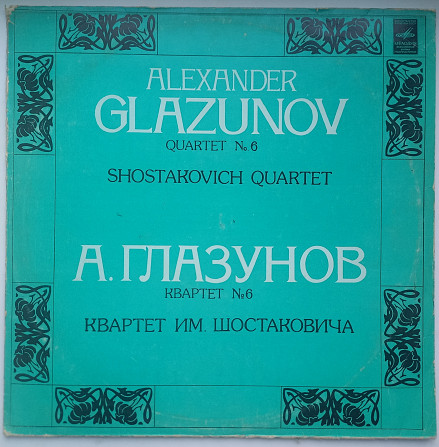 ALEXANDER
GLAZUNOV
QUARTET № 6
SHOSTAKOVICH QUARTET
А. ГЛАЗУНОВ
КВАРТЕТ №6
КВАРТЕТ ИМ. ШОСТАКОВИЧА